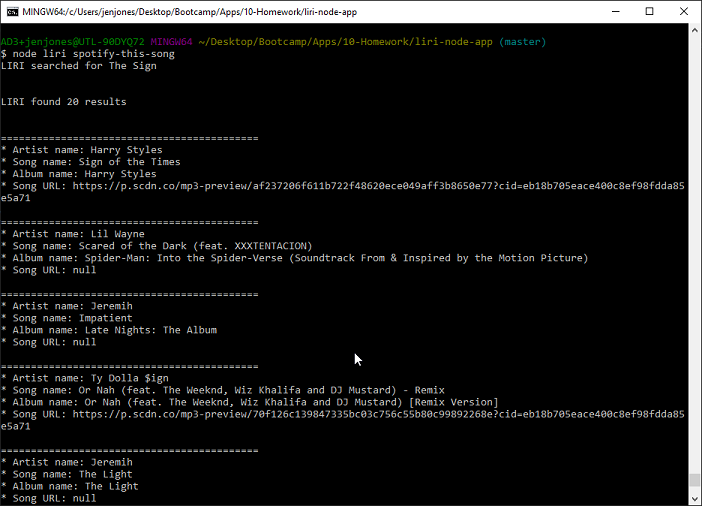 MINGW64:/c/Users/jenjones/Desktop/Bootcamp/Apps/10-Homework/liri-node-app
AD3+jenjones@UTL-90DYQ72 MINGW64 ~/Desktop/Bootcamp/Apps/10-Homework/liri-node-app (master)
$ node liri spotify-this-song
LIRI searched for The Sign
LIRI found 20 results
===========================================
* Artist name: Harry Styles
* Song name: Sign of the Times
* Album name: Harry Styles
* Song URL: https://p.scdn.co/mp3-preview/af237206f611b722f48620ece049aff3b8650e77?cid=eb18b705eace400c8ef98fdda85
e5a71
===========================================
* Artist name: Lil Wayne
* Song name: Scared of the Dark (feat. XXXTENTACION)
* Album name: Spider-Man: Into the Spider-Verse (Soundtrack From & Inspired by the Motion Picture)
* Song URL: null
===========================================
* Artist name: Jeremih
* Song name: Impatient
* Album name: Late Nights: The Album
* Song URL: null
===========================================
* Artist name: Ty Dolla $ign
* Song name: Or Nah (feat. The Weeknd, Wiz Khalifa and DJ Mustard) - Remix
* Album name: Or Nah (feat. The Weeknd, Wiz Khalifa and DJ Mustard) [Remix Version]
* Song URL: https://p.scdn.co/mp3-preview/70f126c139847335bc03c756c55b80c99892268e?cid=eb18b705eace400c8ef98fdda85
e5a71
===========================================
* Artist name: Jeremih
* Song name: The Light
* Album name: The Light
* Song URL: null